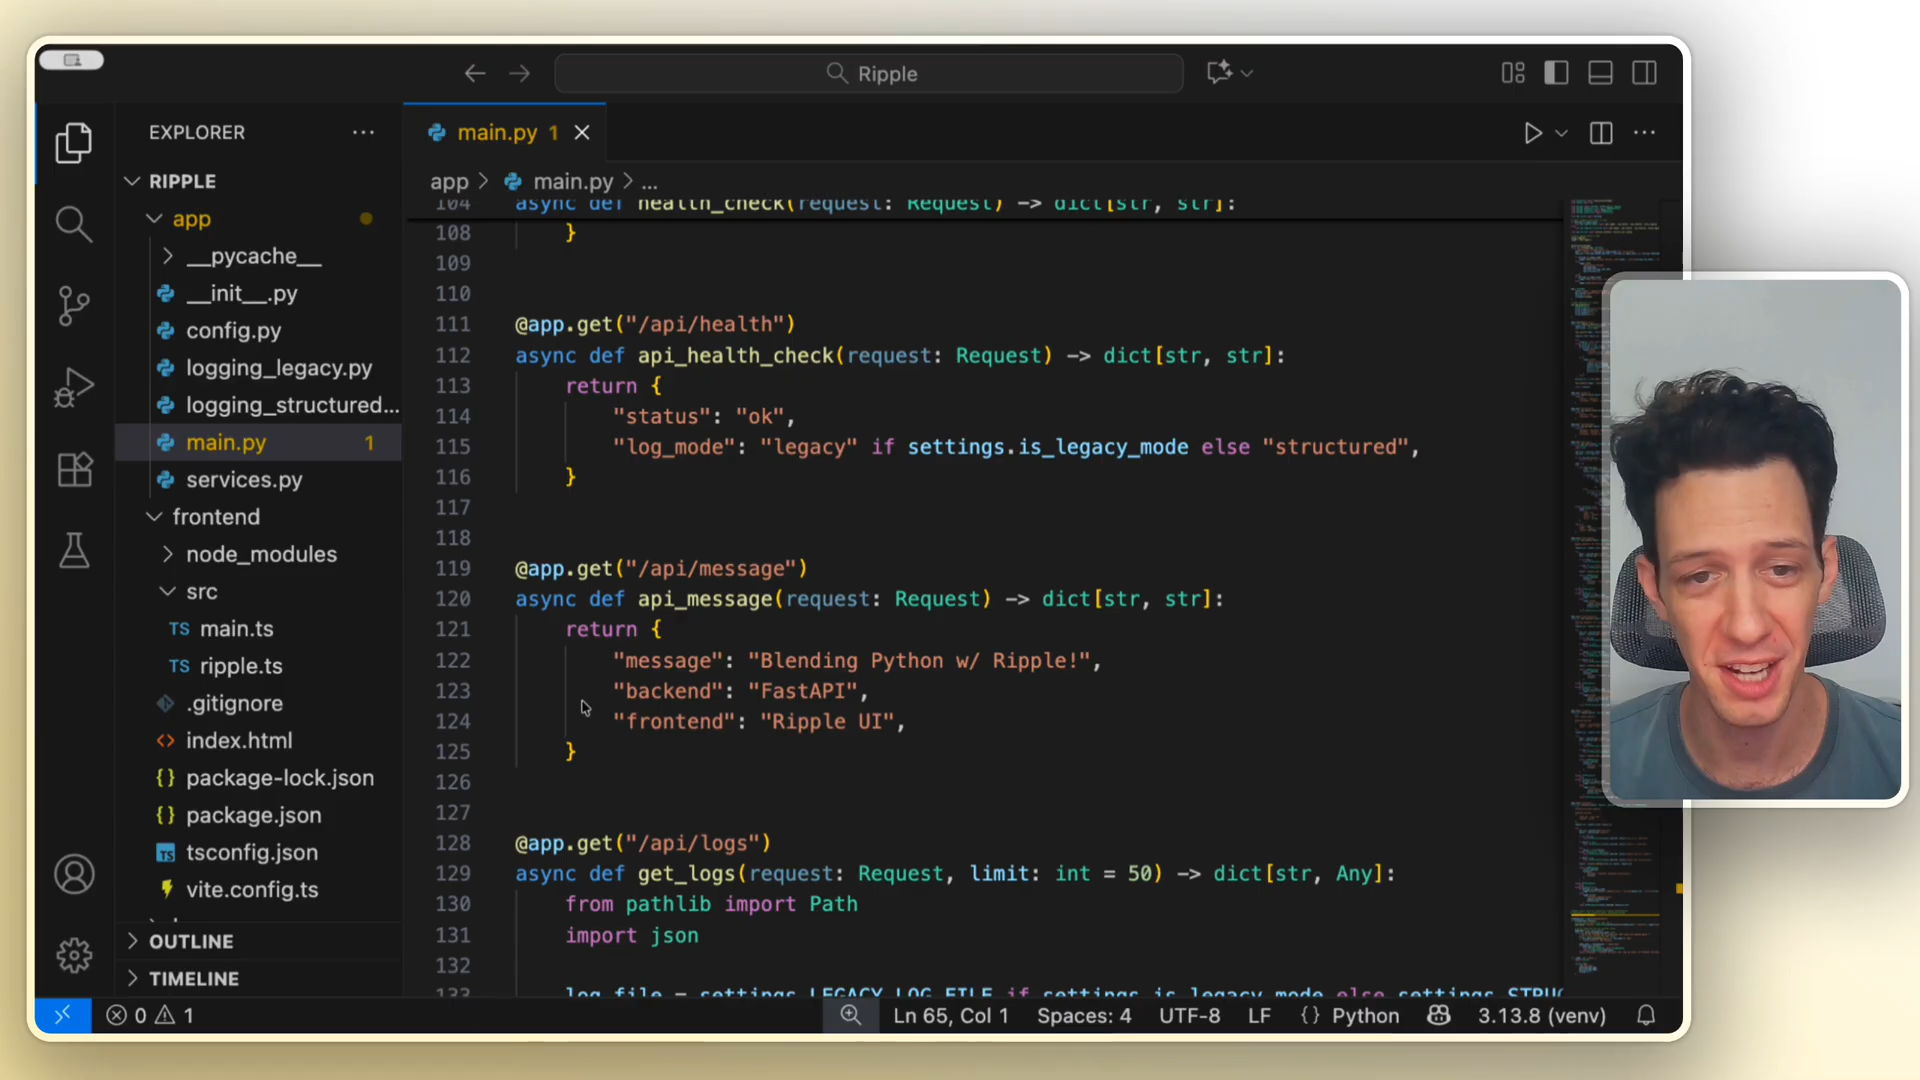 Ripple
EXPLORER
RIPPLE
app
__pycache__
__init__.py
config.py
logging_legacy.py
logging_structured...
main.py 1
services.py
frontend
node_modules
src
TS main.ts
TS ripple.ts
.gitignore
<> index.html
{} package-lock.json
{} package.json
TS tsconfig.json
vite.config.ts
OUTLINE
TIMELINE
main.py 1
app > main.py > ...
104 async def health_check(request: Request) -> dict[str, str]:
108 }
109
110
111 @app.get("/api/health")
112 async def api_health_check(request: Request) -> dict[str, str]:
113 return {
114 "status": "ok",
115 "log_mode": "legacy" if settings.is_legacy_mode else "structured",
116 }
117
118
119 @app.get("/api/message")
120 async def api_message(request: Request) -> dict[str, str]:
121 return {
122 "message": "Blending Python w/ Ripple!",
123 "backend": "FastAPI",
124 "frontend": "Ripple UI",
125 }
126
127
128 @app.get("/api/logs")
129 async def get_logs(request: Request, limit: int = 50) -> dict[str, Any]:
130 from pathlib import Path
131 import json
132
133 log_file = settings.LEGACY_LOG_FILE if settings.is_legacy_mode else settings.STRUC
0 1
Ln 65, Col 1 Spaces: 4 UTF-8 LF {} Python 3.13.8 (venv)